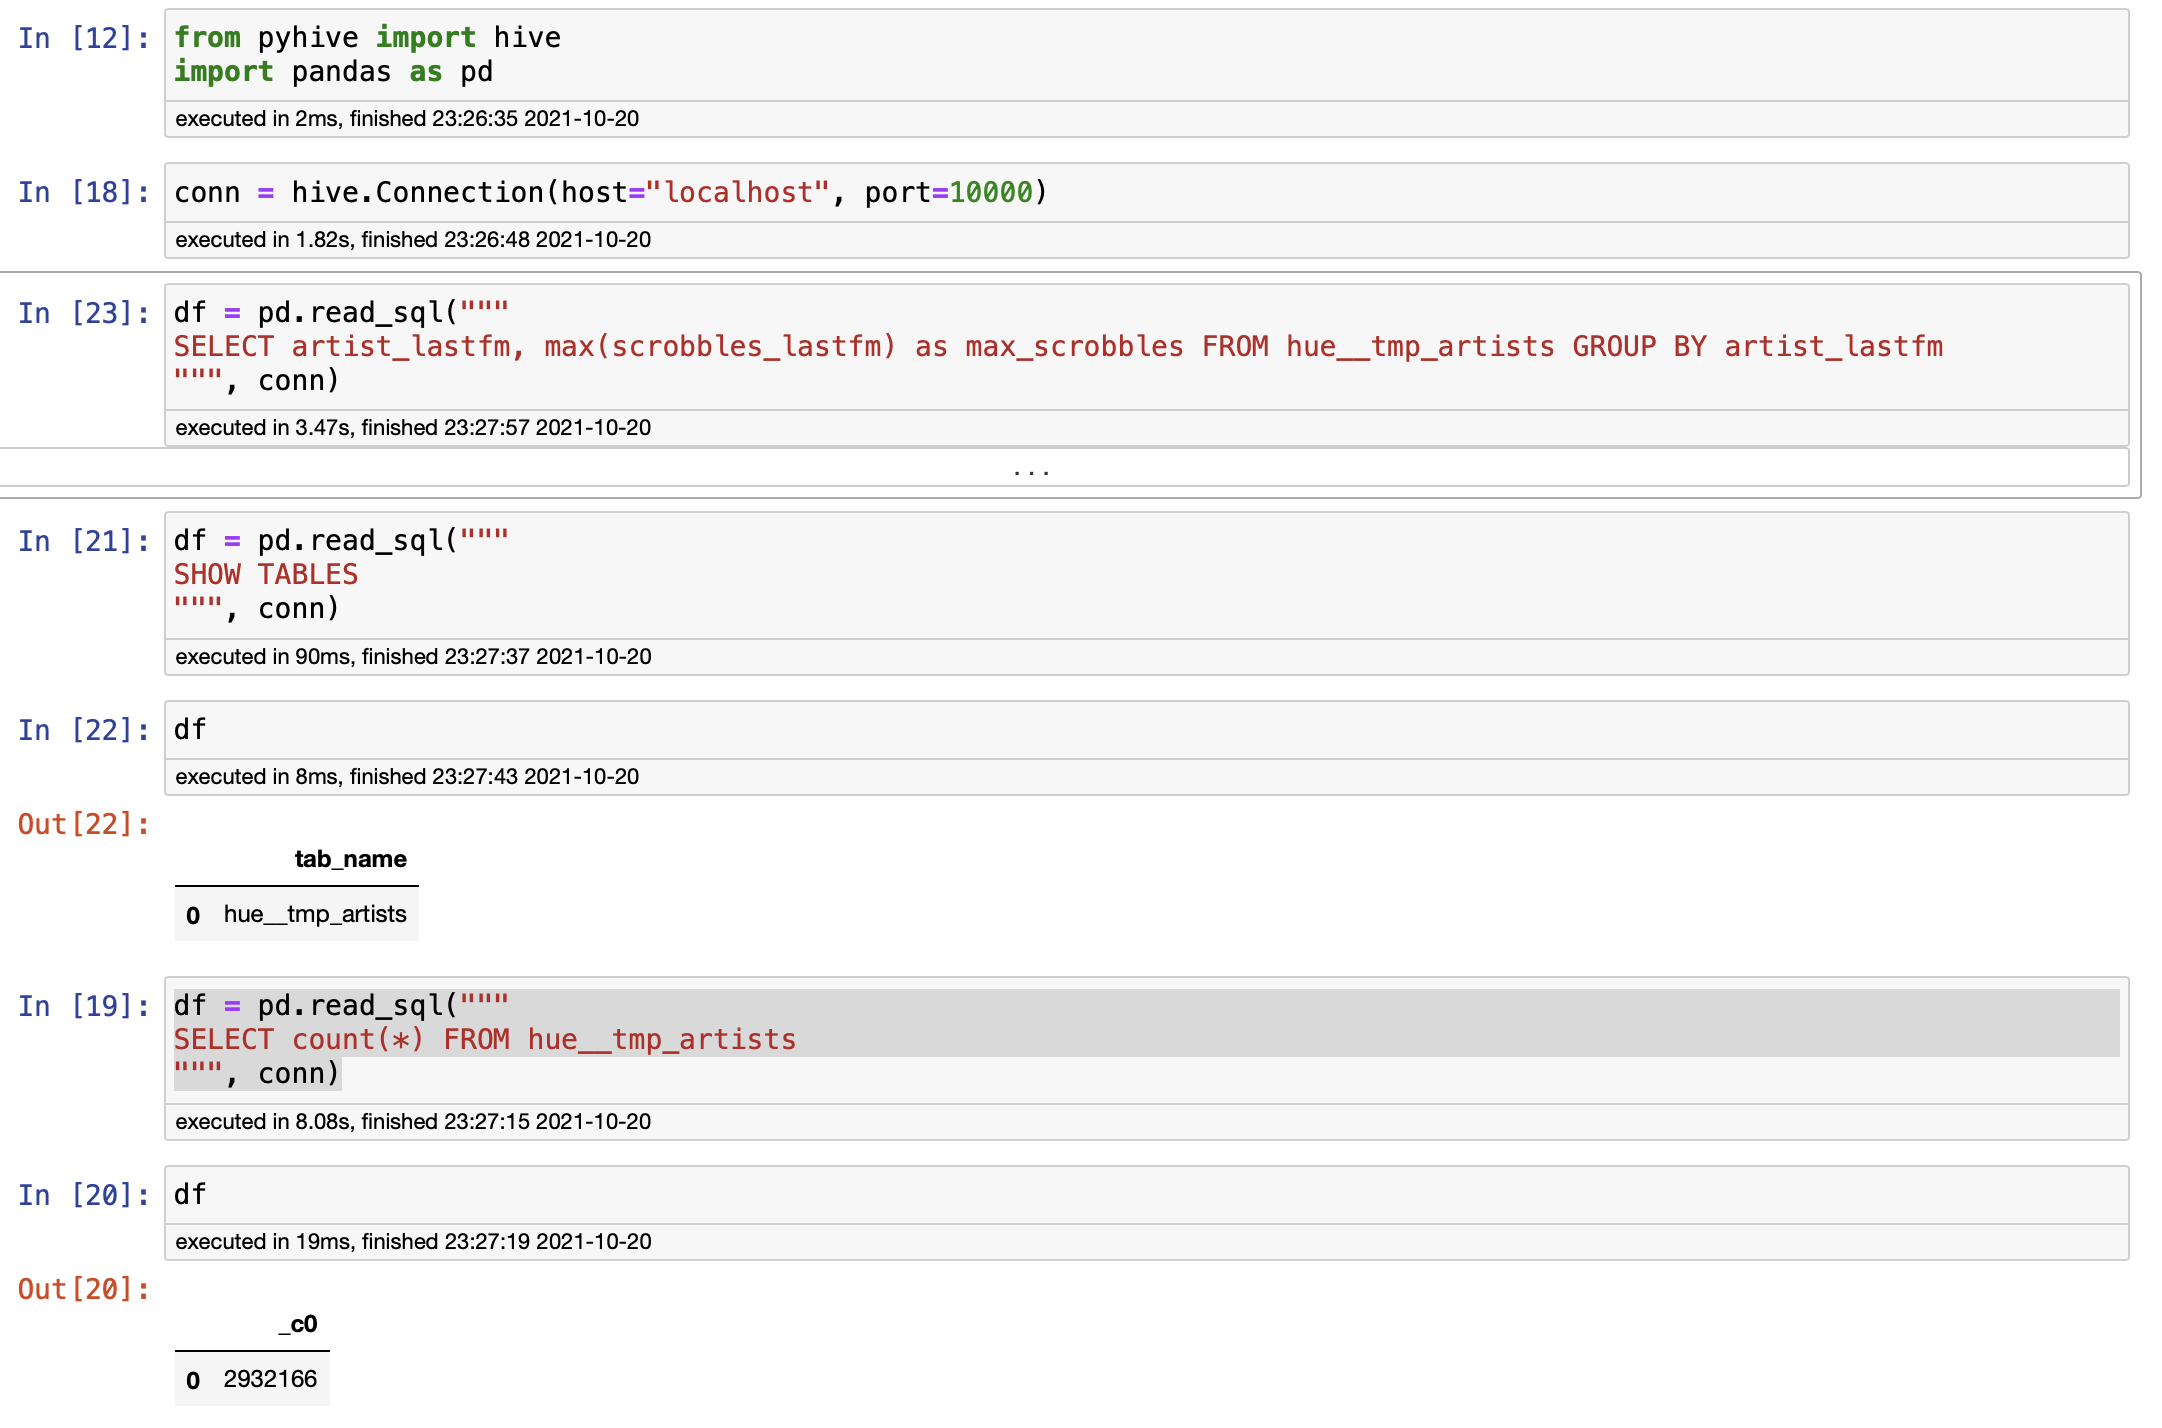 In [12]:
from pyhive import hive
import pandas as pd
executed in 2ms, finished 23:26:35 2021-10-20
In [18]:
conn = hive.Connection(host="localhost", port=10000)
executed in 1.82s, finished 23:26:48 2021-10-20
In [23]:
df = pd.read_sql("""
SELECT artist_lastfm, max(scrobbles_lastfm) as max_scrobbles FROM hue__tmp_artists GROUP BY artist_lastfm
""", conn)
executed in 3.47s, finished 23:27:57 2021-10-20
...
In [21]:
df = pd.read_sql("""
SHOW TABLES
""", conn)
executed in 90ms, finished 23:27:37 2021-10-20
In [22]:
df
executed in 8ms, finished 23:27:43 2021-10-20
Out[22]:
tab_name
0 hue__tmp_artists
In [19]:
df = pd.read_sql("""
SELECT count(*) FROM hue__tmp_artists
""", conn)
executed in 8.08s, finished 23:27:15 2021-10-20
In [20]:
df
executed in 19ms, finished 23:27:19 2021-10-20
Out[20]:
_c0
0 2932166